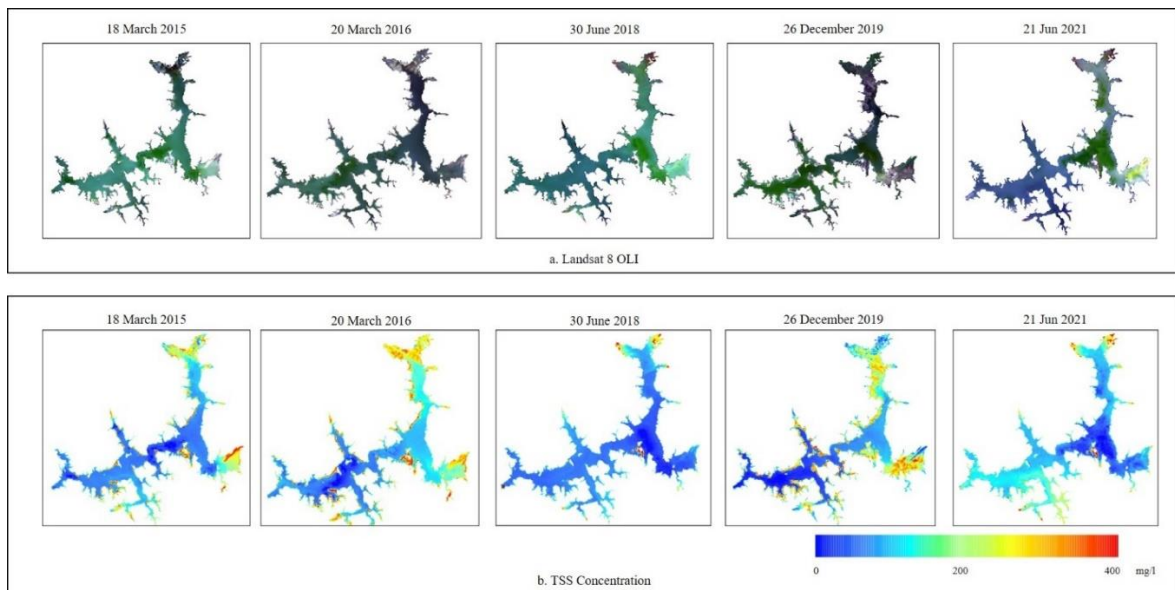 18 March 2015
20 March 2016
30 June 2018
26 December 2019
21 Jun 2021
a. Landsat 8 OLI
18 March 2015
20 March 2016
30 June 2018
26 December 2019
21 Jun 2021
0
200
400
mg/l
b. TSS Concentration